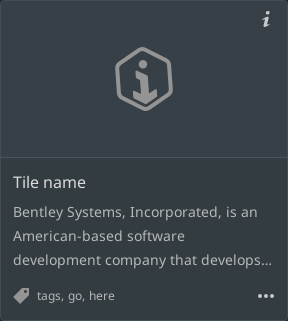 Tile name
Bentley Systems, Incorporated, is an
American-based software
development company that develops...
tags, go, here